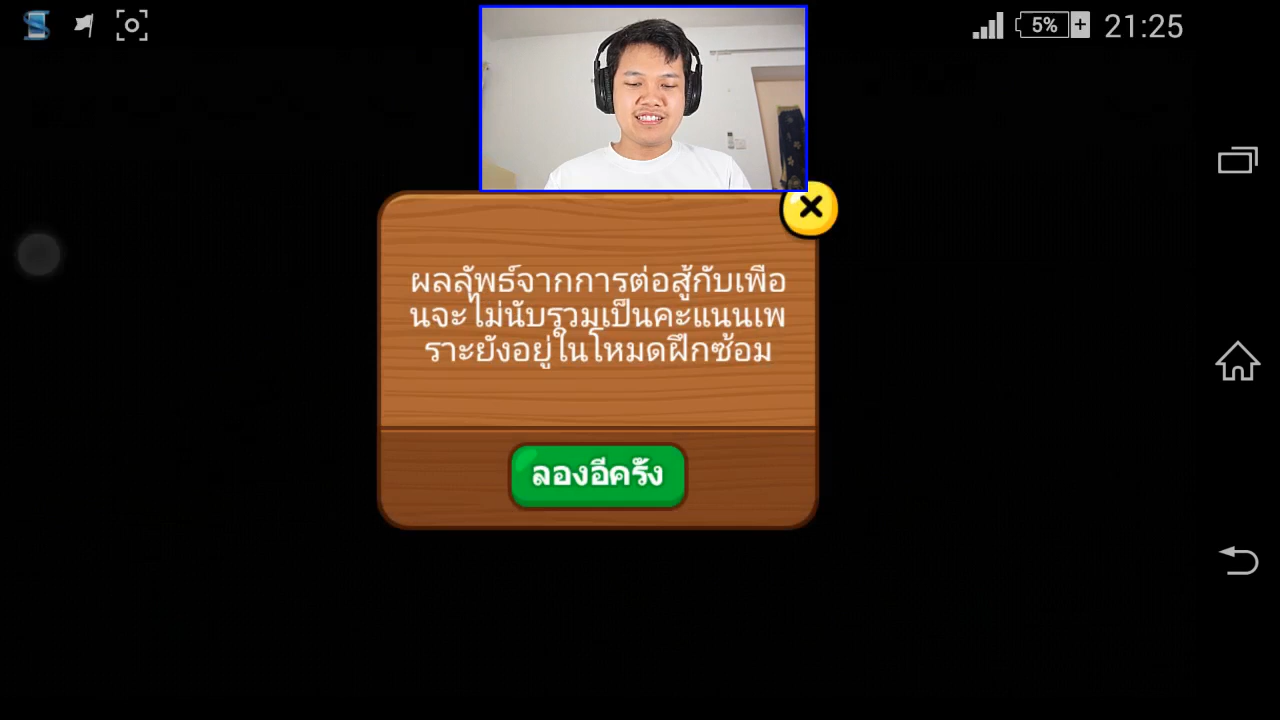 5%
21:25
ผลลัพธ์จากการต่อสู้กับเพื่อ
นจะไม่นับรวมเป็นคะแนนเพ
ราะยังอยู่ในโหมดฝึกซ้อม
ลองอีครั้ง